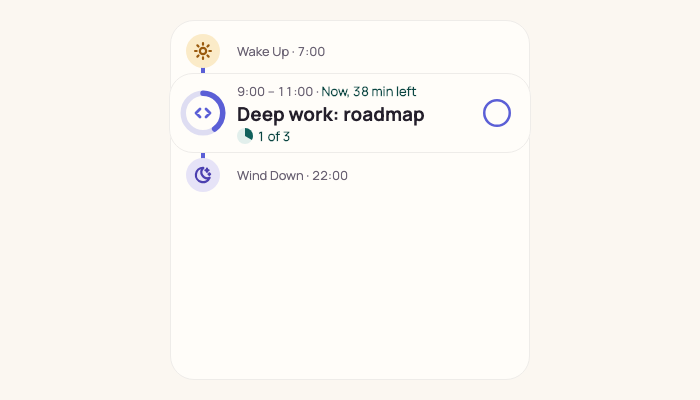 Wake Up · 7:00
9:00 – 11:00 · Now, 38 min left
Deep work: roadmap
1 of 3
Wind Down · 22:00